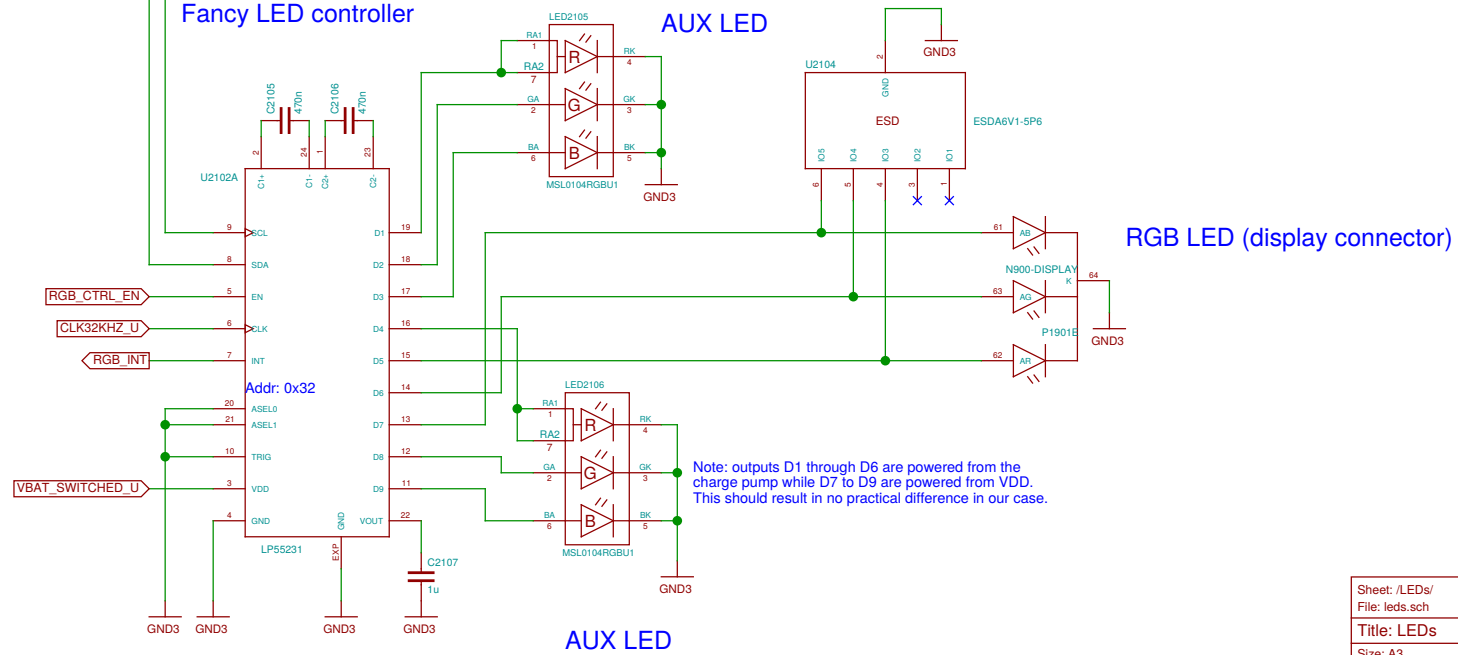 Fancy LED controller
AUX LED
RGB LED (display connector)
LED2105
RA1
1
RA2
7
GA
2
BA
6
R
G
B
RK
4
GK
3
BK
5
MSL0104RGBU1
GND3
U2104
GND3
2
GND
ESD
ESDA6V1-5P6
IO5
IO4
IO3
IO2
IO1
6
5
4
3
1
C2105
470n
C2106
470n
2
24
1
23
U2102A
C1+
C1-
C2+
C2-
9
SCL
8
SDA
RGB_CTRL_EN
5
EN
CLK32KHZ_U
6
CLK
RGB_INT
7
INT
Addr: 0x32
20
ASEL0
21
ASEL1
10
TRIG
VBAT_SWITCHED_U
3
VDD
4
GND
GND
EXP
VOUT
22
LP55231
D1
19
D2
18
D3
17
D4
16
D5
15
D6
14
D7
13
D8
12
D9
11
C2107
1u
GND3
GND3
GND3
GND3
61
AB
N900-DISPLAY
K
64
63
AG
P1901E
62
AR
GND3
LED2106
RA1
1
RA2
7
GA
2
BA
6
R
G
B
RK
4
GK
3
BK
5
MSL0104RGBU1
GND3
Note: outputs D1 through D6 are powered from the
charge pump while D7 to D9 are powered from VDD.
This should result in no practical difference in our case.
AUX LED
Sheet: /LEDs/
File: leds.sch
Title: LEDs
Size: A3